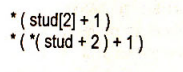 * ( stud[2] + 1 )
* ( *( stud + 2 ) + 1 )